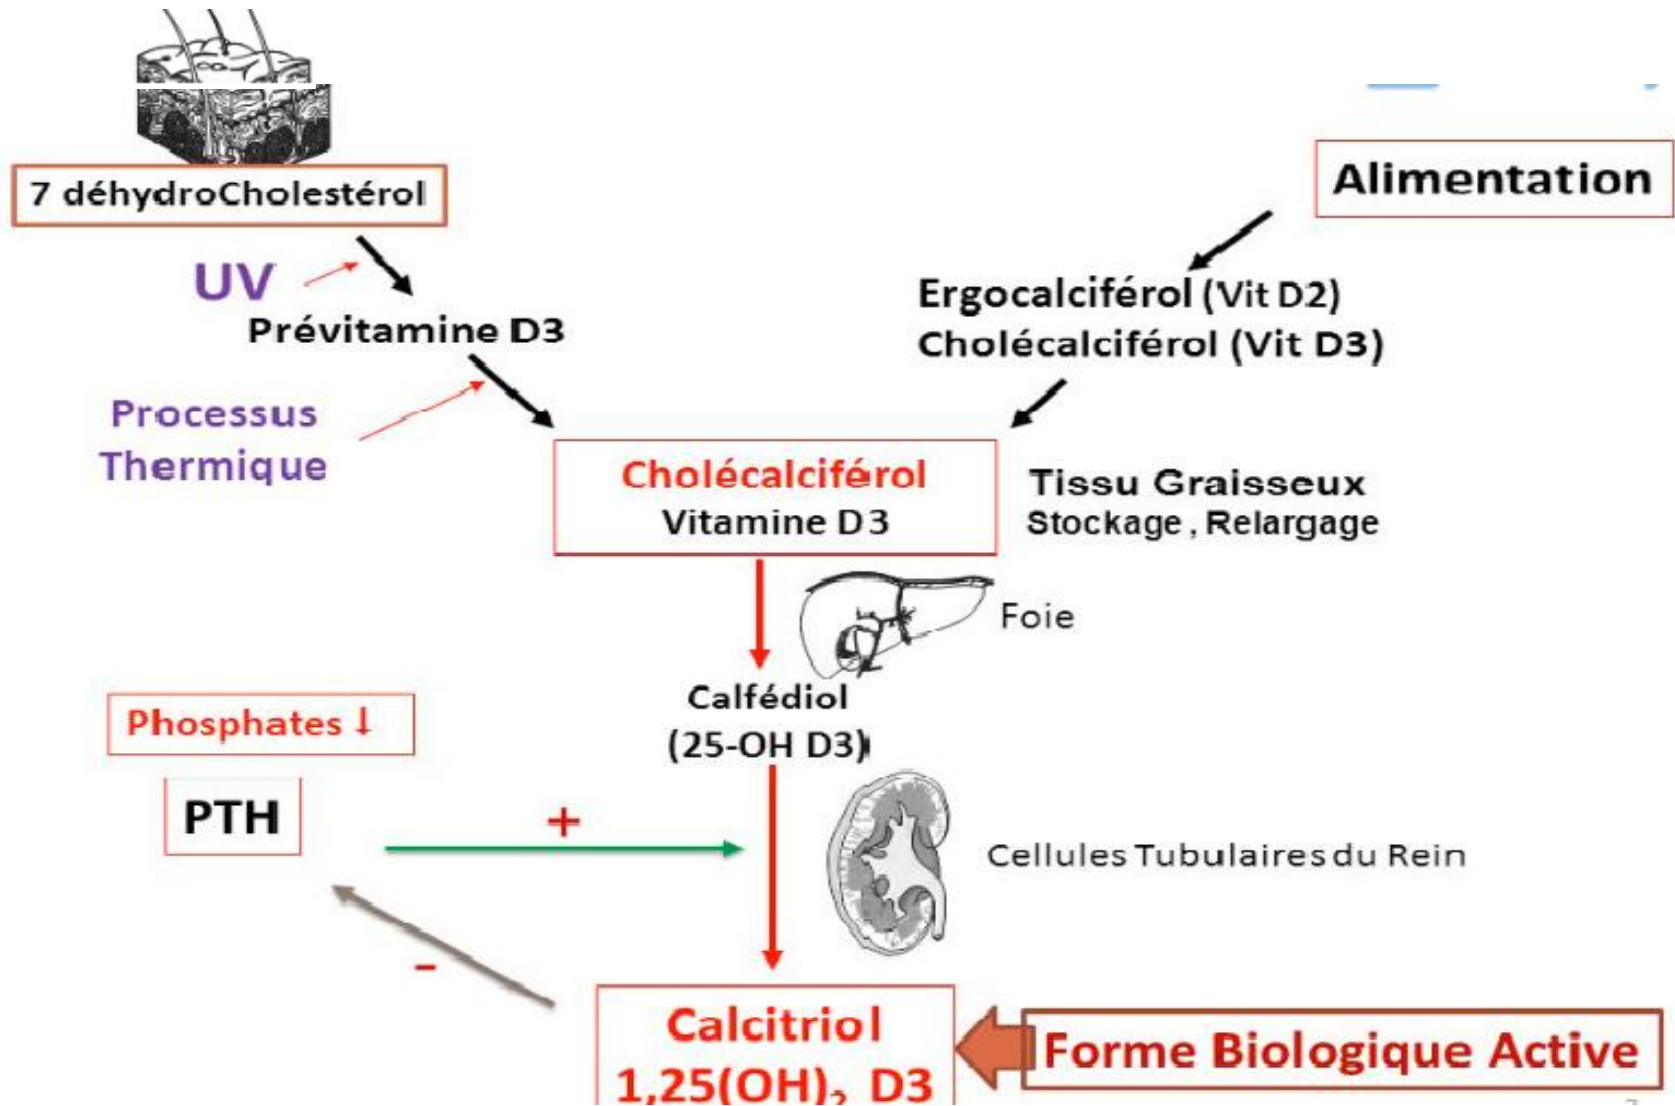 7 déhydroCholestérol
Alimentation
UV
Prévitamine D3
Ergocalciférol (Vit D2)
Cholécalciférol (Vit D3)
Processus
Thermique
Cholécalciférol
Vitamine D3
Tissu Graisseux
Stockage, Relargage
Foie
Calfédiol
(25-OH D3)
Phosphates ↓
PTH
+
Cellules Tubulaires du Rein
-
Calcitriol
1,25(OH)₂ D3
Forme Biologique Active